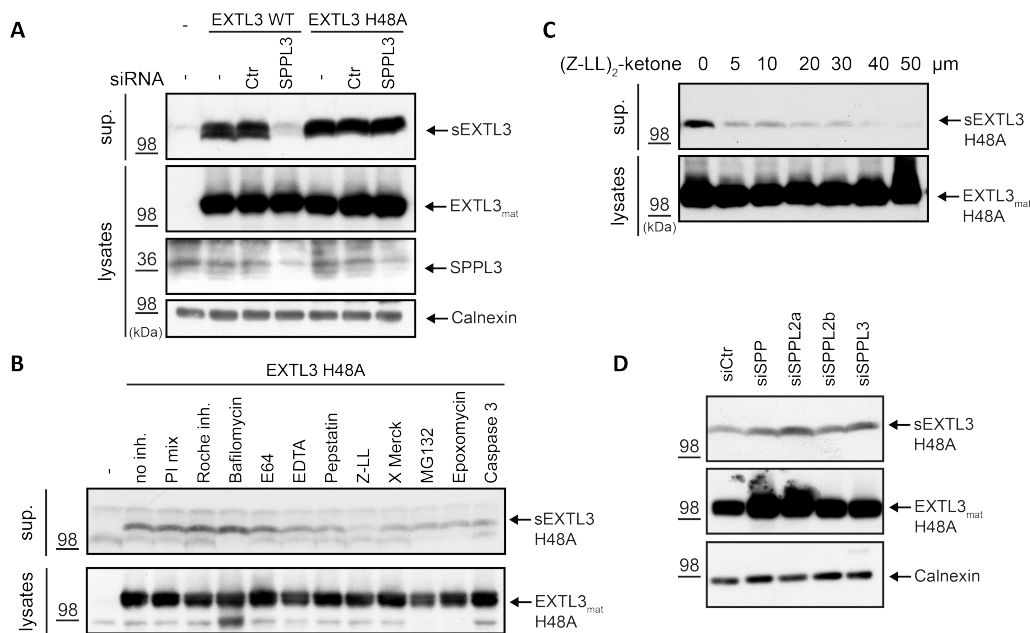 A
- EXTL3 WT EXTL3 H48A
siRNA - - Ctr SPPL3 - Ctr SPPL3
sup.
98
sEXTL3
lysates
98
EXTL3mat
36
SPPL3
98
(kDa)
Calnexin
B
EXTL3 H48A
- no inh. PI mix Roche inh. Bafilomycin E64 EDTA Pepstatin Z-LL X Merck MG132 Epoxomycin Caspase 3
sup.
98
sEXTL3
H48A
lysates
98
EXTL3mat
H48A
C
(Z-LL)2-ketone 0 5 10 20 30 40 50 µm
sup.
98
sEXTL3
H48A
lysates
98
(kDa)
EXTL3mat
H48A
D
siCtr siSPP siSPPL2a siSPPL2b siSPPL3
98
sEXTL3
H48A
98
EXTL3mat
H48A
98
Calnexin